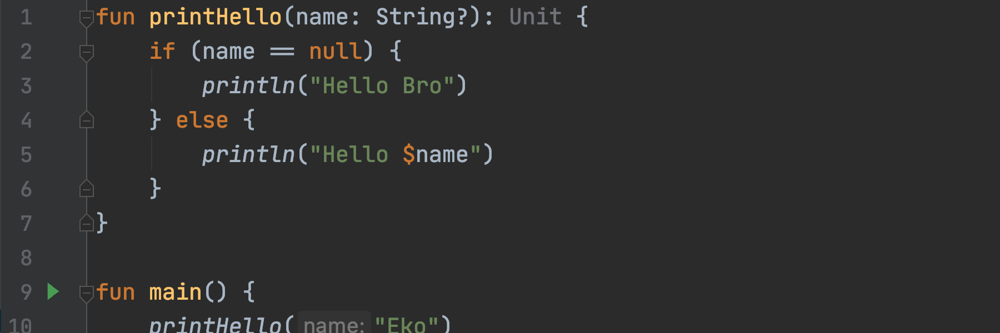 1 fun printHello(name: String?): Unit {
2 if (name == null) {
3 println("Hello Bro")
4 } else {
5 println("Hello $name")
6 }
7 }
8
9 fun main() {
10 printHello( name: "Eko")